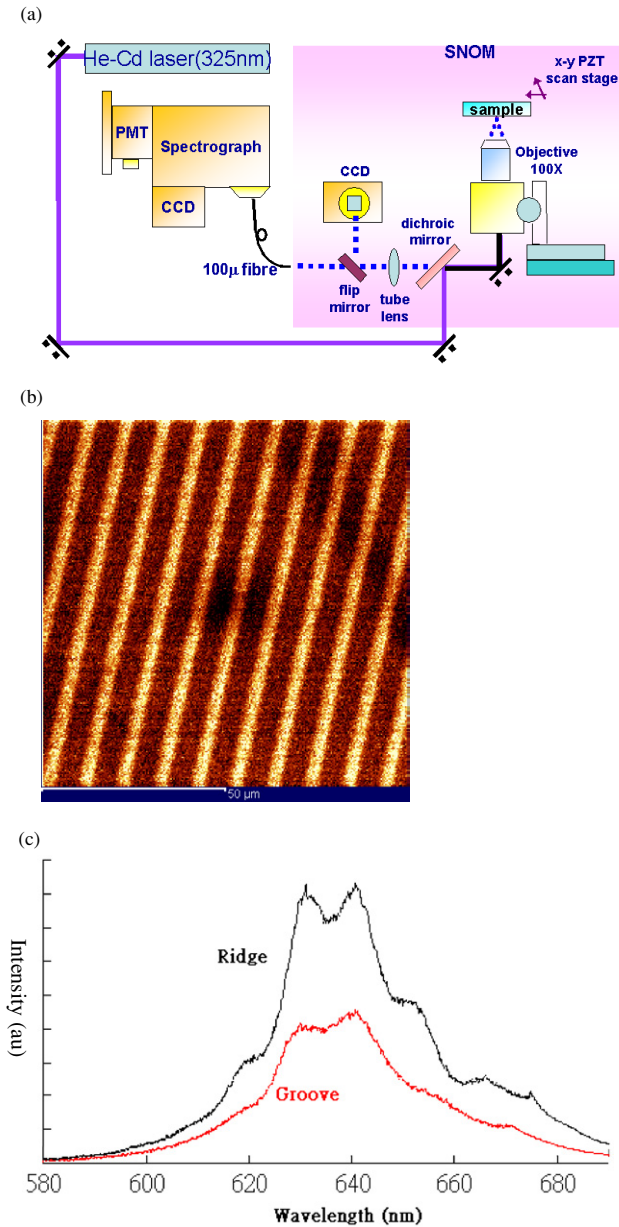 (a)
He-Cd laser(325nm)
SNOM
x-y PZT
scan stage
sample
PMT
Spectrograph
Objective
100X
CCD
CCD
dichroic
mirror
100μ fibre
flip
mirror
tube
lens
(b)
50 μm
(c)
Intensity (au)
Ridge
Groove
580 600 620 640 660 680
Wavelength (nm)